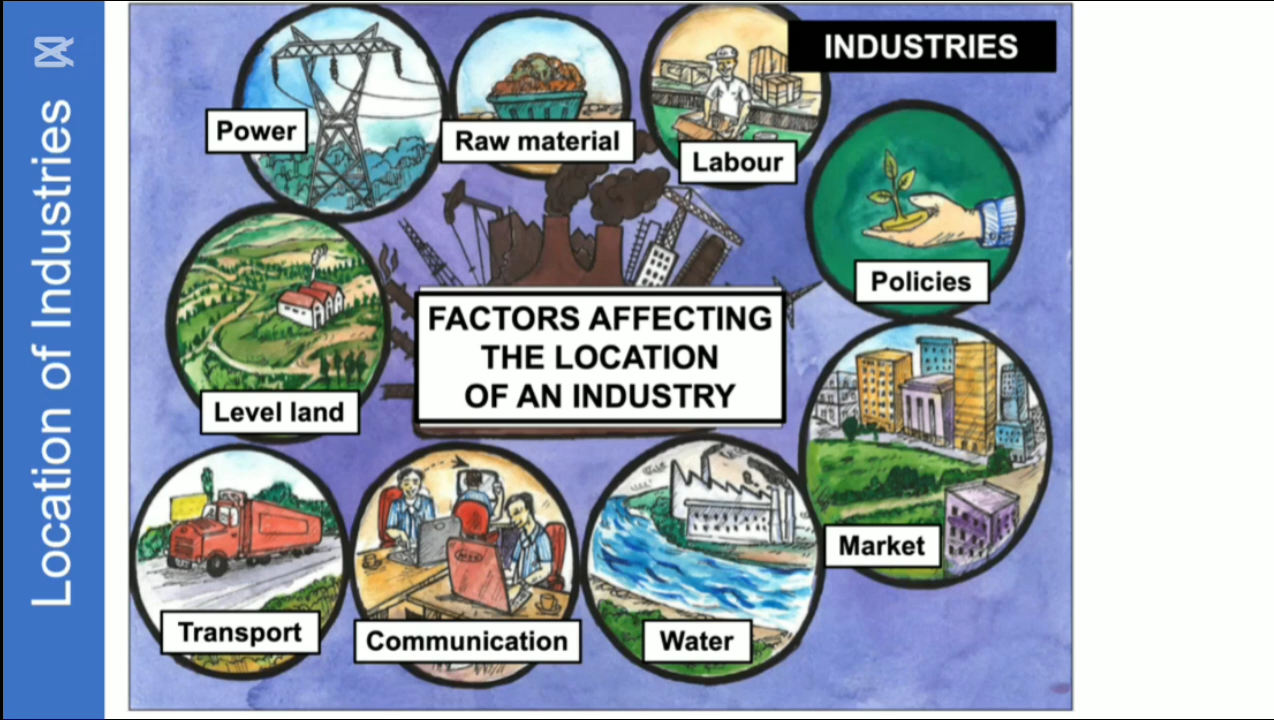 Location of Industries
INDUSTRIES
Power
Raw material
Labour
Policies
FACTORS AFFECTING
THE LOCATION
OF AN INDUSTRY
Level land
Market
Transport
Communication
Water